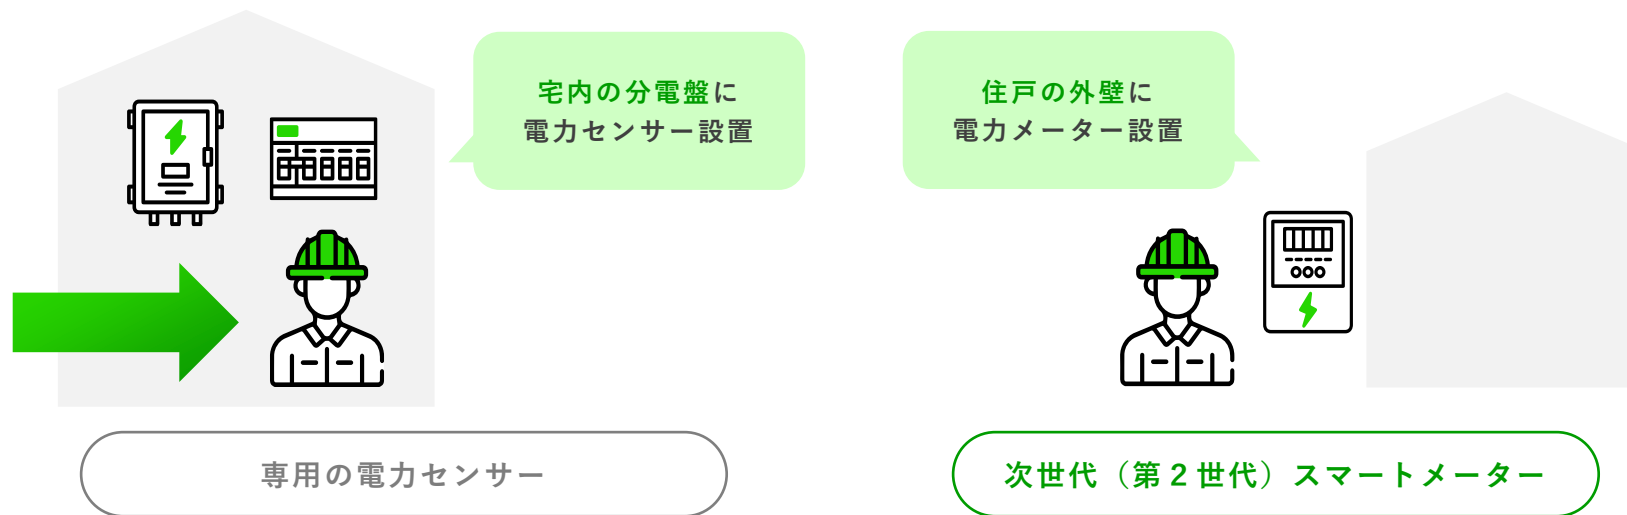 宅内の分電盤に
電力センサー設置
住戸の外壁に
電力メーター設置
専用の電力センサー
次世代（第２世代）スマートメーター